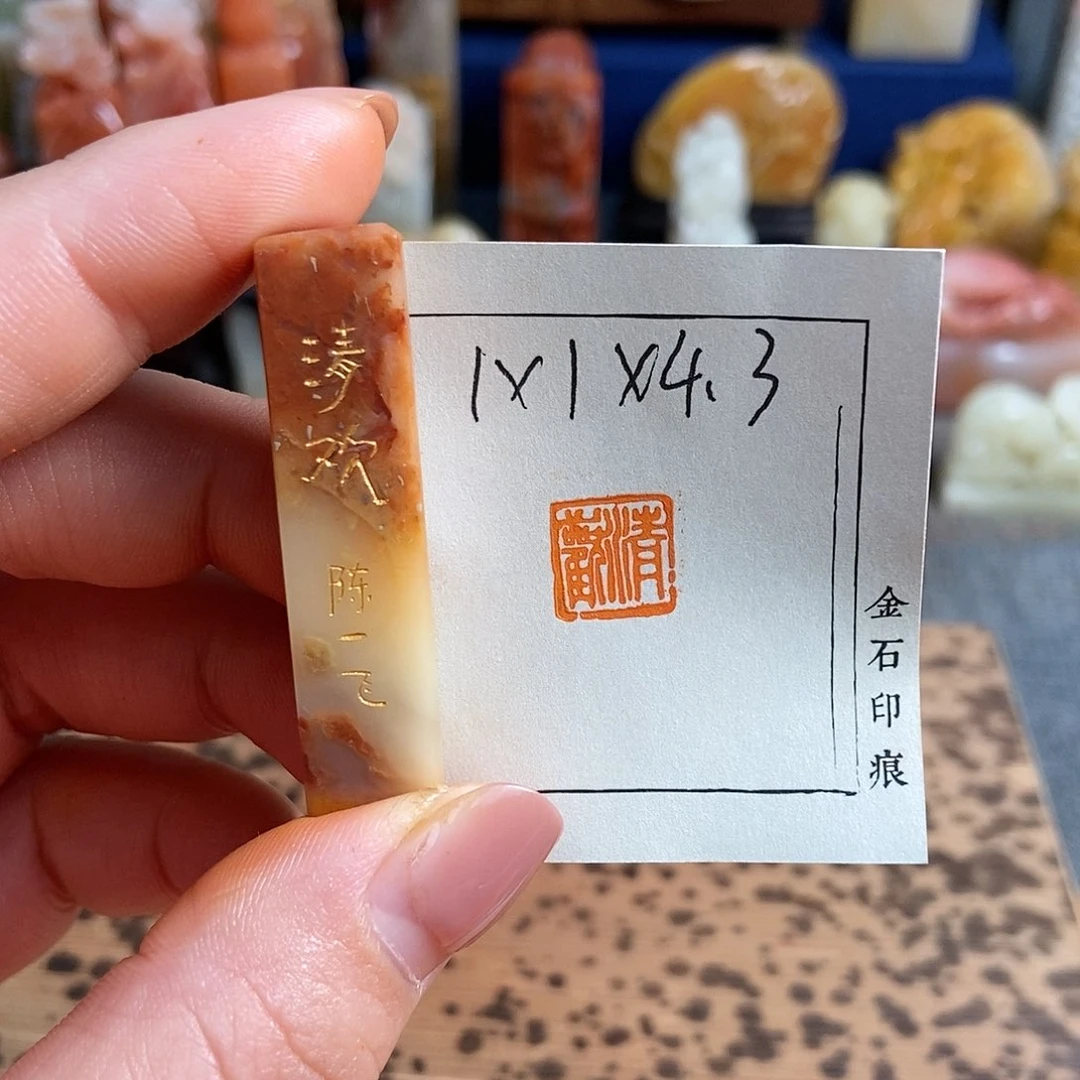 清欢
陈一飞
1×1×4.3
清歡
金石印痕